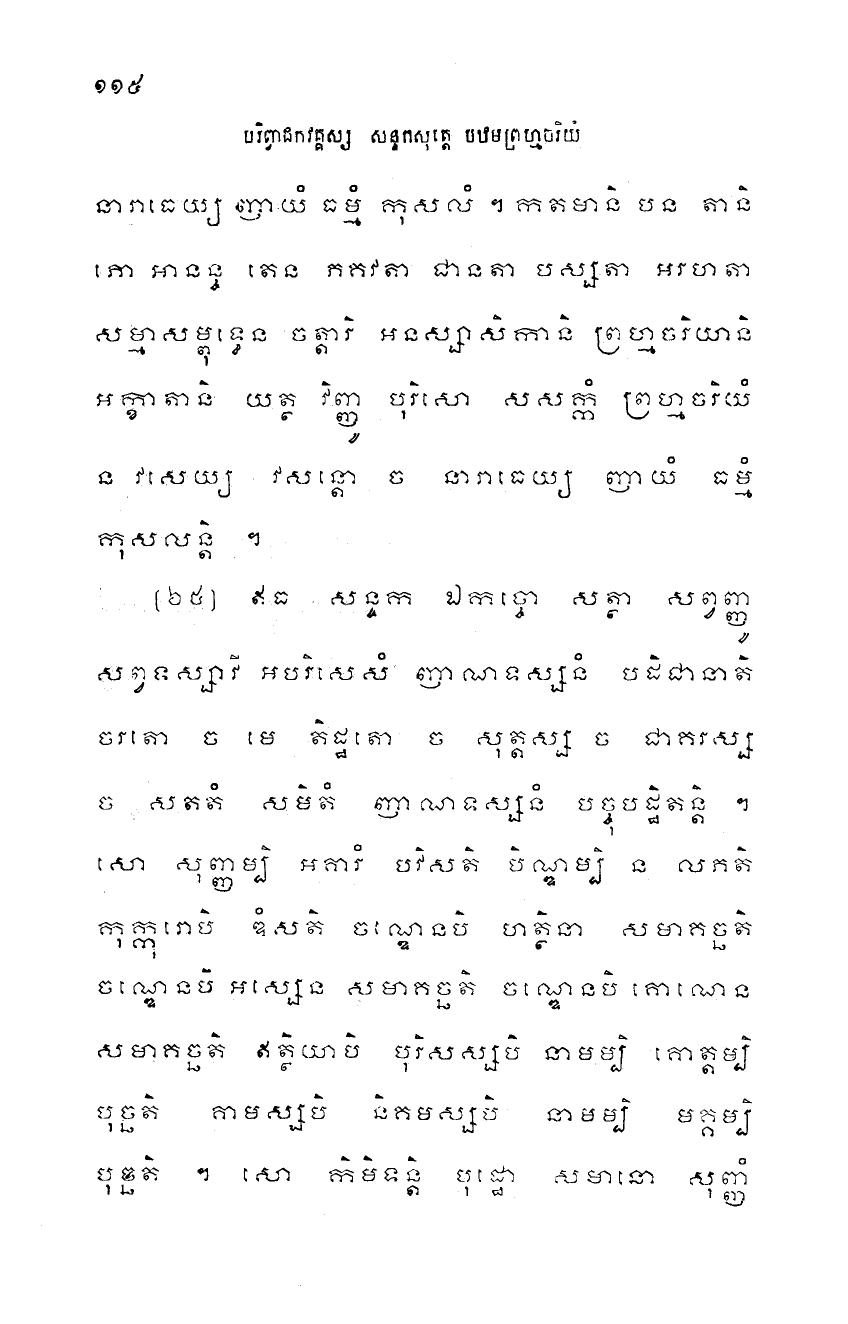 ១១៥
បរិព្វាជកវគ្គស្ស សន្ទកសុត្តេ បឋមព្រហ្មចរិយំ
នារាធេយ្យ ញាយំ ធម្មំ កុសលំ ។ កតមានិ បន តានិ
ភោ អានន្ទ តេន ភគវតា ជានតា បស្សតា អរហតា
សម្មាសម្ពុទ្ធេន ចត្តារិ អនស្សាសិកានិ ព្រហ្មចរិយានិ
អក្ខាតានិ យត្ថ វិញ្ញូ បុរិសោ សសក្កំ ព្រហ្មចរិយំ
ន វសេយ្យ វសន្តោ ច នារាធេយ្យ ញាយំ ធម្មំ
កុសលន្តិ ។
[៦៥] ឥធ សន្ទក ឯកច្ចោ សត្ថា សព្វញ្ញូ
សព្វទស្សាវី អបរិសេសំ ញាណទស្សនំ បដិជានាតិ
ចរតោ ច មេ តិដ្ឋតោ ច សុត្តស្ស ច ជាគរស្ស
ច សតតំ សមិតំ ញាណទស្សនំ បច្ចុបដ្ឋិតន្តិ ។
សោ សុញ្ញម្បិ អគារំ បវិសតិ បិណ្ឌម្បិ ន លភតិ
កុក្កុរោបិ ឌំសតិ ចណ្ឌេនបិ ហត្ថិនា សមាគច្ឆតិ
ចណ្ឌេនបិ អស្សេន សមាគច្ឆតិ ចណ្ឌេនបិ គោណេន
សមាគច្ឆតិ ឥត្ថិយាបិ បុរិសស្សបិ នាមម្បិ គោត្តម្បិ
បុច្ឆតិ គាមស្សបិ និគមស្សបិ នាមម្បិ មគ្គម្បិ
បុច្ឆតិ ។ សោ កិមិទន្តិ បុដ្ឋោ សមានោ សុញ្ញំ